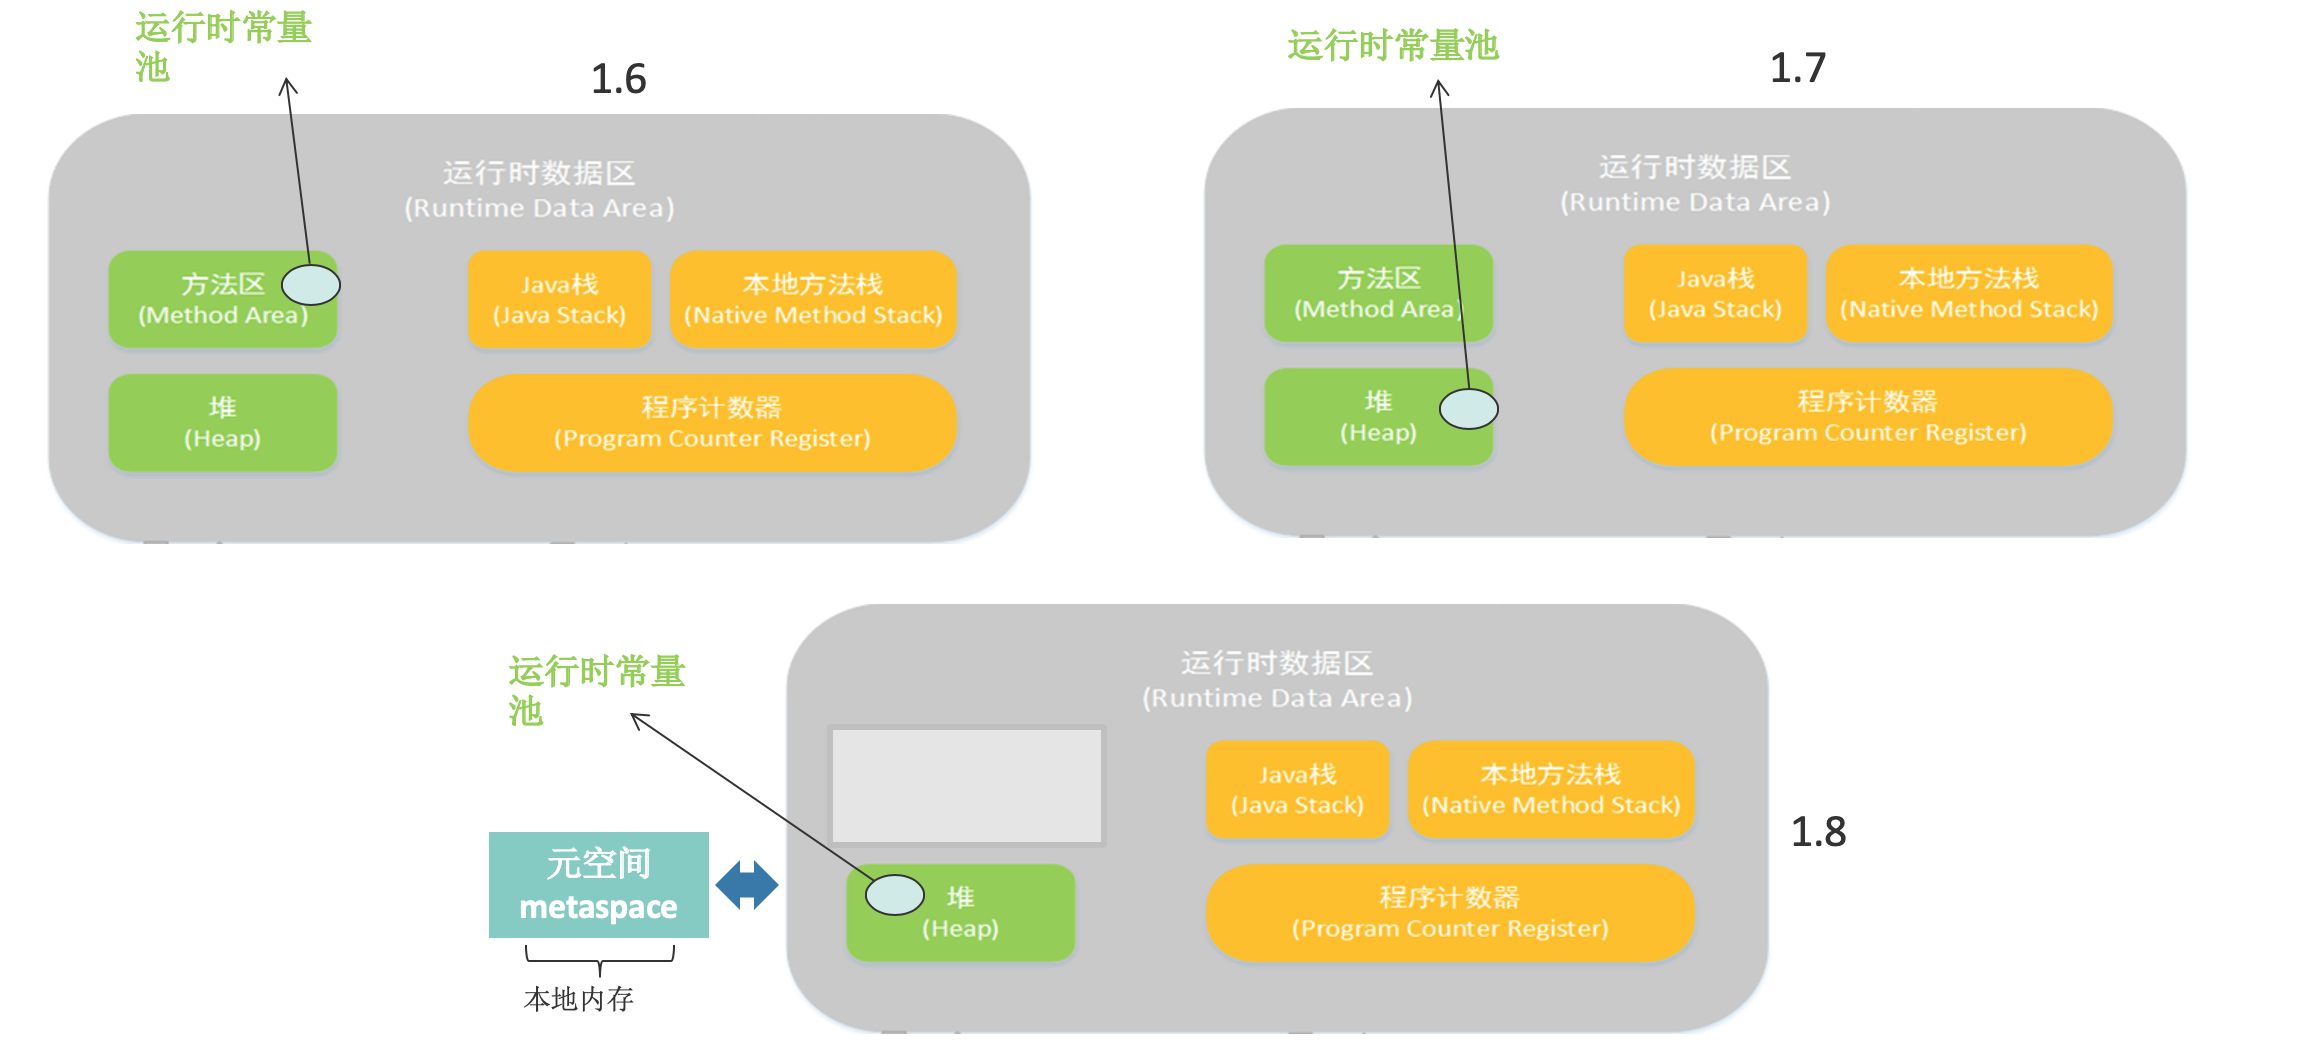 运行时常量
池
1.6
运行时数据区
(Runtime Data Area)
方法区
(Method Area)
Java栈
(Java Stack)
本地方法栈
(Native Method Stack)
堆
(Heap)
程序计数器
(Program Counter Register)
运行时常量池
1.7
运行时数据区
(Runtime Data Area)
方法区
(Method Area)
Java栈
(Java Stack)
本地方法栈
(Native Method Stack)
堆
(Heap)
程序计数器
(Program Counter Register)
运行时常量
池
运行时数据区
(Runtime Data Area)
Java栈
(Java Stack)
本地方法栈
(Native Method Stack)
1.8
元空间
metaspace
本地内存
堆
(Heap)
程序计数器
(Program Counter Register)